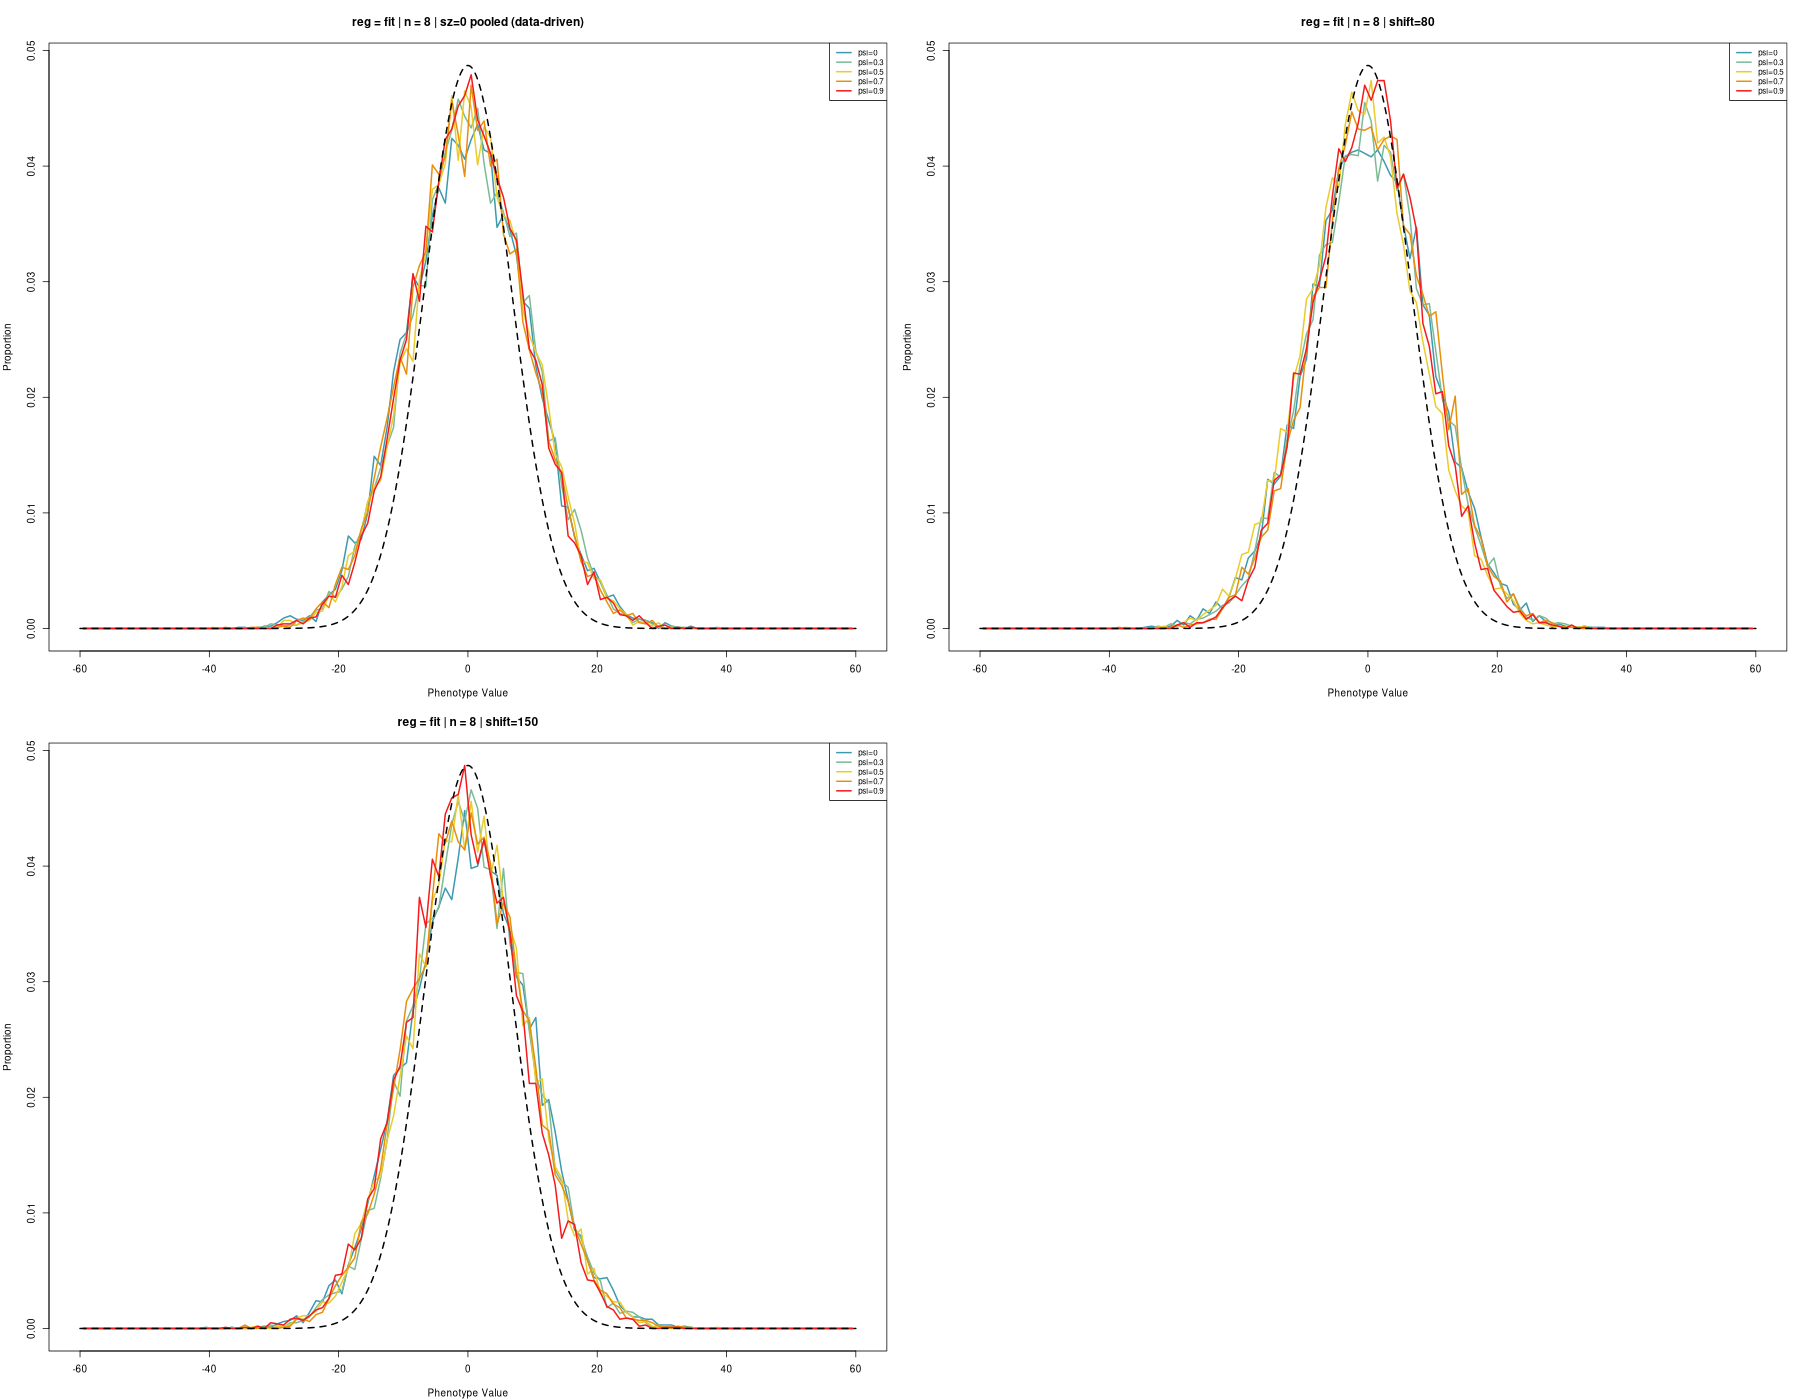 reg = fit | n = 8 | sz=0 pooled (data-driven)
psi=0
psi=0.3
psi=0.5
psi=0.7
psi=0.9
Proportion
0.05
0.04
0.03
0.02
0.01
0.00
-60 -40 -20 0 20 40 60
Phenotype Value
reg = fit | n = 8 | shift=80
psi=0
psi=0.3
psi=0.5
psi=0.7
psi=0.9
Proportion
0.05
0.04
0.03
0.02
0.01
0.00
-60 -40 -20 0 20 40 60
Phenotype Value
reg = fit | n = 8 | shift=150
psi=0
psi=0.3
psi=0.5
psi=0.7
psi=0.9
Proportion
0.05
0.04
0.03
0.02
0.01
0.00
-60 -40 -20 0 20 40 60
Phenotype Value